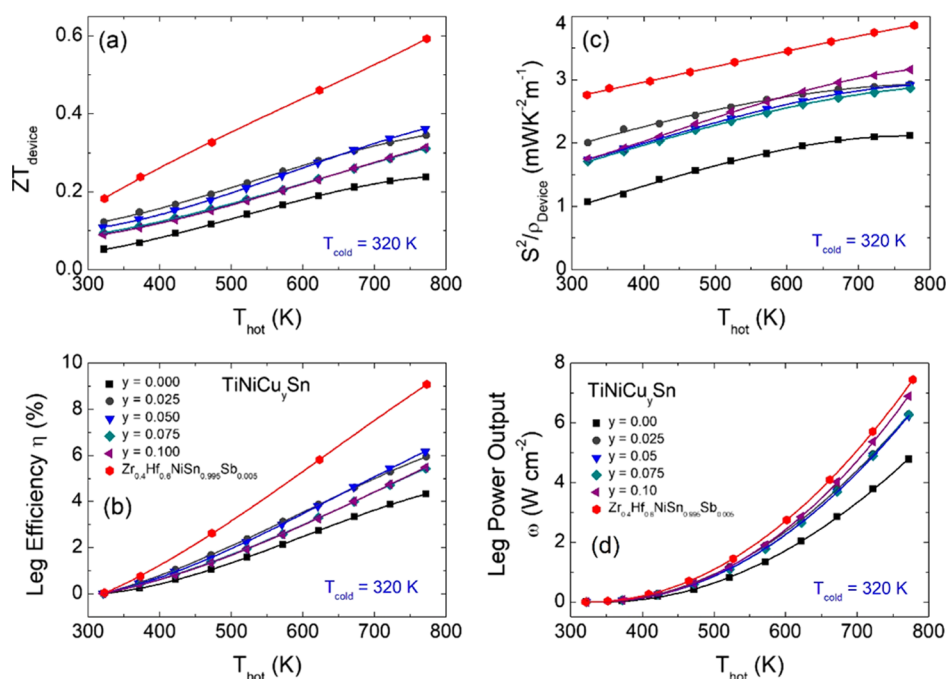 (a)
ZT_device
0.6
0.4
0.2
0.0
300 400 500 600 700 800
T_hot (K)
T_cold = 320 K
(c)
S²/ρ_Device (mWK⁻²m⁻¹)
4
3
2
1
0
300 400 500 600 700 800 900
T_hot (K)
T_cold = 320 K
(b)
Leg Efficiency η (%)
10
8
6
4
2
0
300 400 500 600 700 800
T_hot (K)
TiNiCu_ySn
y = 0.000
y = 0.025
y = 0.050
y = 0.075
y = 0.100
Zr₀.₄Hf₀.₆NiSn₀.₉₉₅Sb₀.₀₀₅
T_cold = 320 K
(d)
Leg Power Output
ω (W cm⁻²)
8
6
4
2
0
300 400 500 600 700 800 900
T_hot (K)
TiNiCu_ySn
y = 0.00
y = 0.025
y = 0.05
y = 0.075
y = 0.10
Zr₀.₄Hf₀.₆NiSn₀.₉₉₅Sb₀.₀₀₅
T_cold = 320 K